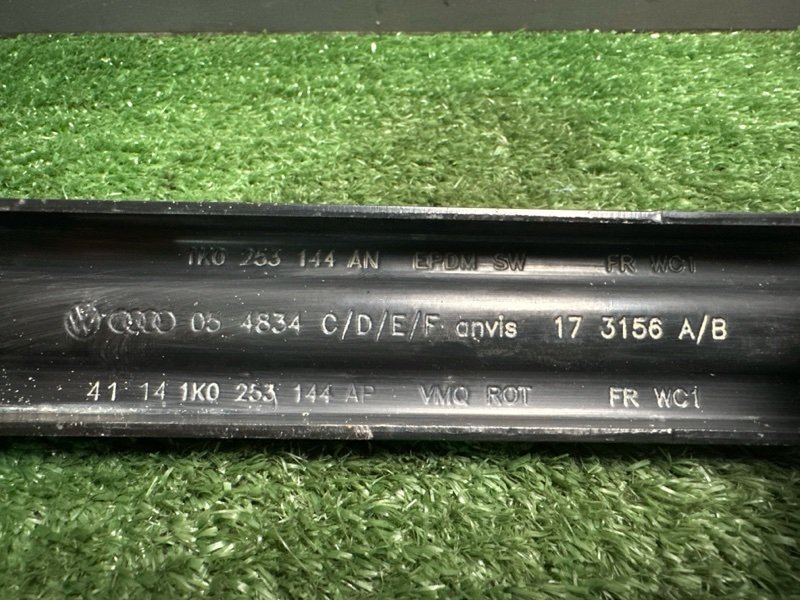 1K0 253 144 AN EPDM SW FR WC1
05 4834 C/D/E/F anvis 17 3156 A/B
41 14 1K0 253 144 AP VMQ ROT FR WC1